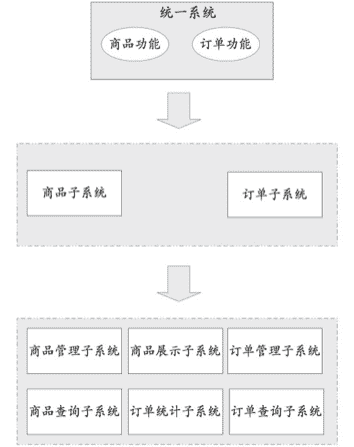 统一系统
商品功能 订单功能
商品子系统 订单子系统
商品管理子系统 商品展示子系统 订单管理子系统
商品查询子系统 订单统计子系统 订单查询子系统